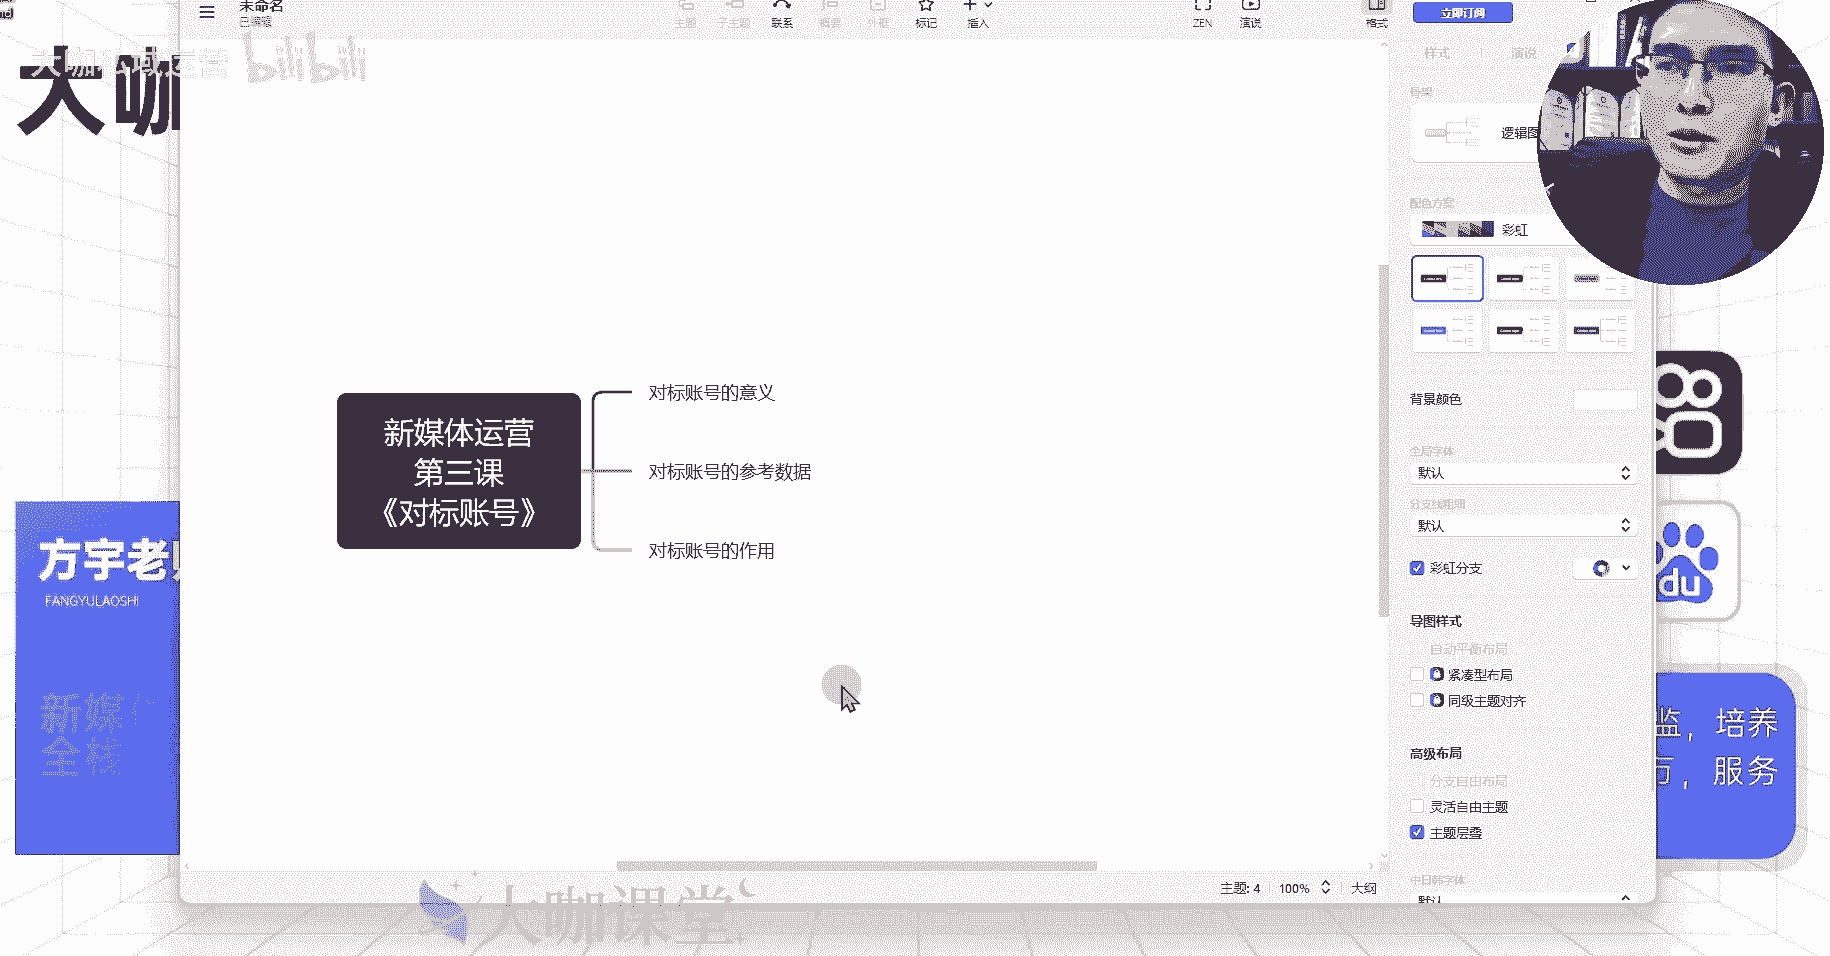 未命名
已编辑
主题
子主题
联系
概要
外框
标记
插入
ZEN
演说
格式
立即订阅
大咖私域运营 bilibili
大咖
样式
演说
骨架
逻辑图
配色方案
彩虹
新媒体运营
第三课
《对标账号》
对标账号的意义
对标账号的参考数据
对标账号的作用
背景颜色
全局字体
默认
分支线粗细
默认
彩虹分支
导图样式
自动平衡布局
紧凑型布局
同级主题对齐
高级布局
分支自由布局
灵活自由主题
主题层叠
中日韩字体
默认
方宇老
FANGYULAOSHI
新媒
全栈
du
监，培养
万，服务
主题: 4
100%
大纲
大咖课堂